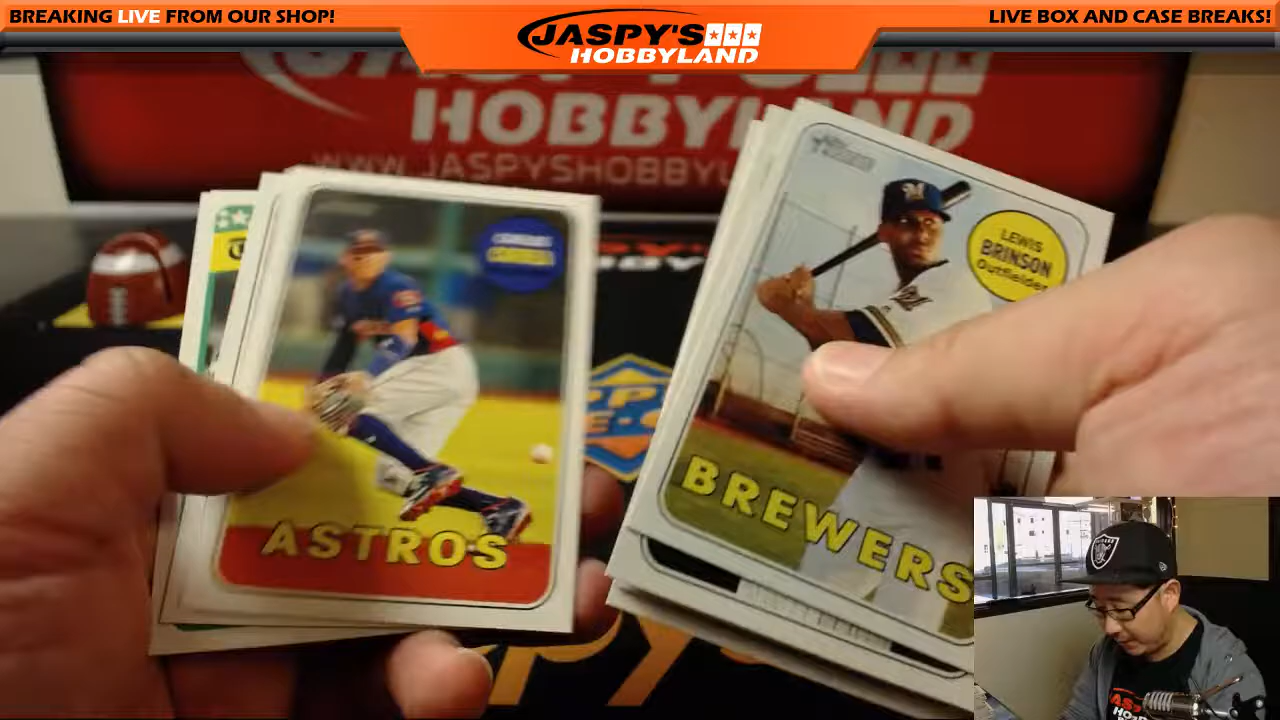 BREAKING LIVE FROM OUR SHOP!
JASPY'S
HOBBYLAND
LIVE BOX AND CASE BREAKS!
HOBBYLAND
WWW.JASPYSHOBBY
LEWIS
BRINSON
Outfielder
BREWERS
ASTROS